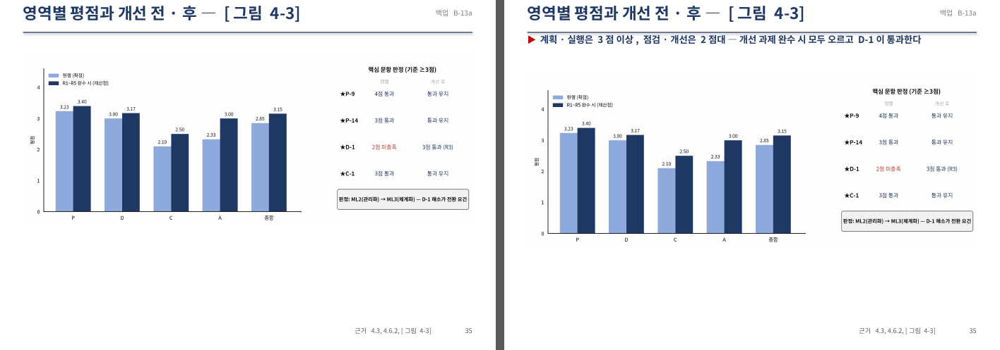 영역별 평점과 개선 전 · 후 — [ 그림 4-3]
백업 B-13a
현행 (확정)
R1~R5 완수 시 (재산정)
평점
4
3
2
1
0
3.23 3.40
3.00 3.17
2.10 2.50
2.33 3.00
2.85 3.15
P D C A 종합
핵심 문항 판정 (기준 ≥3점)
현행 개선 후
★P-9 4점 통과 통과 유지
★P-14 3점 통과 통과 유지
★D-1 2점 미충족 3점 통과 (R3)
★C-1 3점 통과 통과 유지
판정: ML2(관리화) → ML3(체계화) — D-1 해소가 전환 요건
근거 4.3, 4.6.2, [ 그림 4-3]
35
영역별 평점과 개선 전 · 후 — [ 그림 4-3]
백업 B-13a
▶ 계획 · 실행은 3 점 이상 , 점검 · 개선은 2 점대 — 개선 과제 완수 시 모두 오르고 D-1 이 통과한다
현행 (확정)
R1~R5 완수 시 (재산정)
평점
4
3
2
1
0
3.23 3.40
3.00 3.17
2.10 2.50
2.33 3.00
2.85 3.15
P D C A 종합
핵심 문항 판정 (기준 ≥3점)
현행 개선 후
★P-9 4점 통과 통과 유지
★P-14 3점 통과 통과 유지
★D-1 2점 미충족 3점 통과 (R3)
★C-1 3점 통과 통과 유지
판정: ML2(관리화) → ML3(체계화) — D-1 해소가 전환 요건
근거 4.3, 4.6.2, [ 그림 4-3]
35